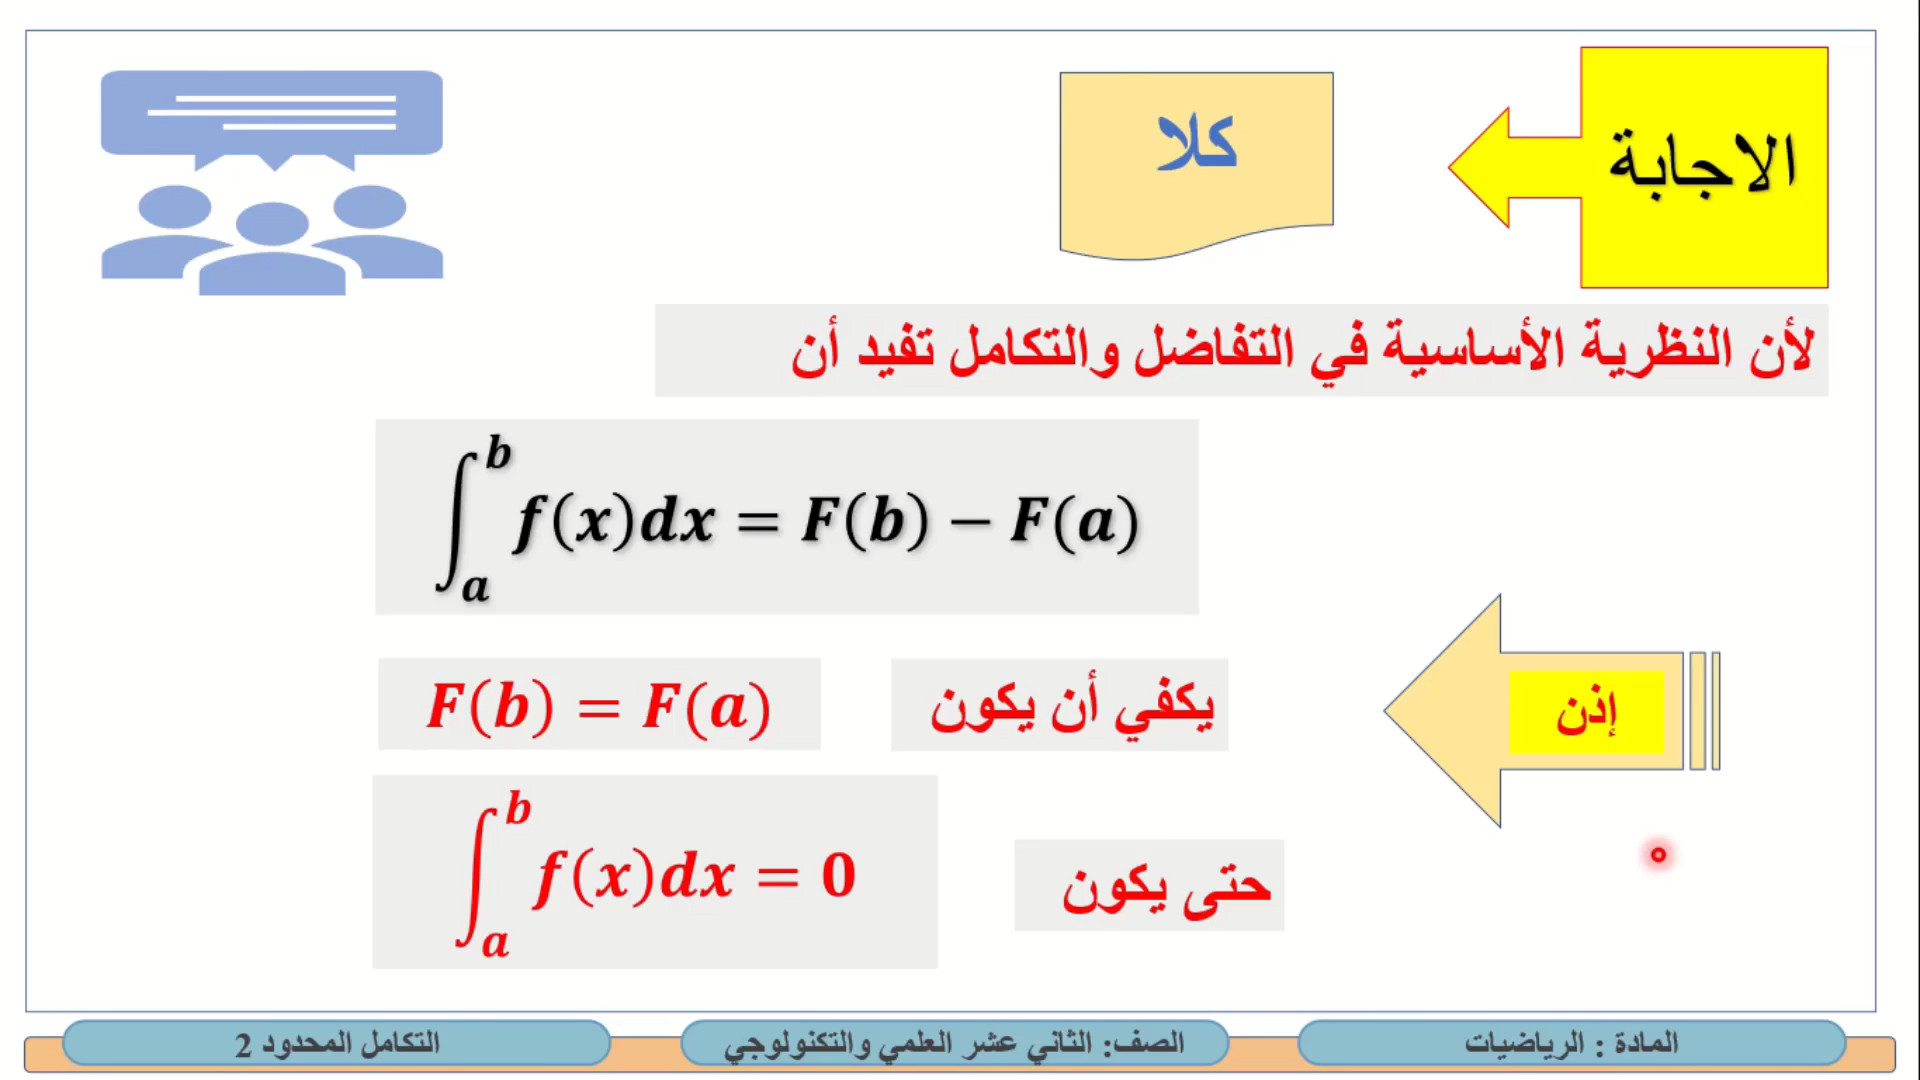 الاجابة
كلا
لأن النظرية الأساسية في التفاضل والتكامل تفيد أن
∫_a^b f(x)dx = F(b) − F(a)
إذن
يكفي أن يكون
F(b) = F(a)
حتى يكون
∫_a^b f(x)dx = 0
المادة : الرياضيات
الصف: الثاني عشر العلمي والتكنولوجي
التكامل المحدود 2